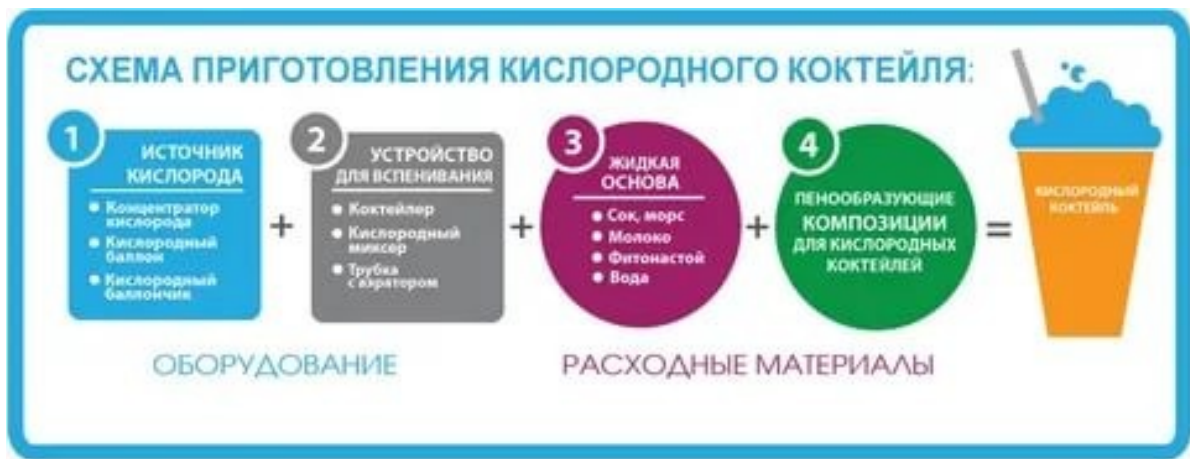 СХЕМА ПРИГОТОВЛЕНИЯ КИСЛОРОДНОГО КОКТЕЙЛЯ:
1
ИСТОЧНИК
КИСЛОРОДА
• Концентратор
кислорода
• Кислородный
баллон
• Кислородный
баллончик
+
2
УСТРОЙСТВО
ДЛЯ ВСПЕНИВАНИЯ
• Коктейлер
• Кислородный
миксер
• Трубка
с аэратором
+
3
ЖИДКАЯ
ОСНОВА
• Сок, морс
• Молоко
• Фитонастой
• Вода
+
4
ПЕНООБРАЗУЮЩИЕ
КОМПОЗИЦИИ
ДЛЯ КИСЛОРОДНЫХ
КОКТЕЙЛЕЙ
=
КИСЛОРОДНЫЙ
КОКТЕЙЛЬ
ОБОРУДОВАНИЕ
РАСХОДНЫЕ МАТЕРИАЛЫ